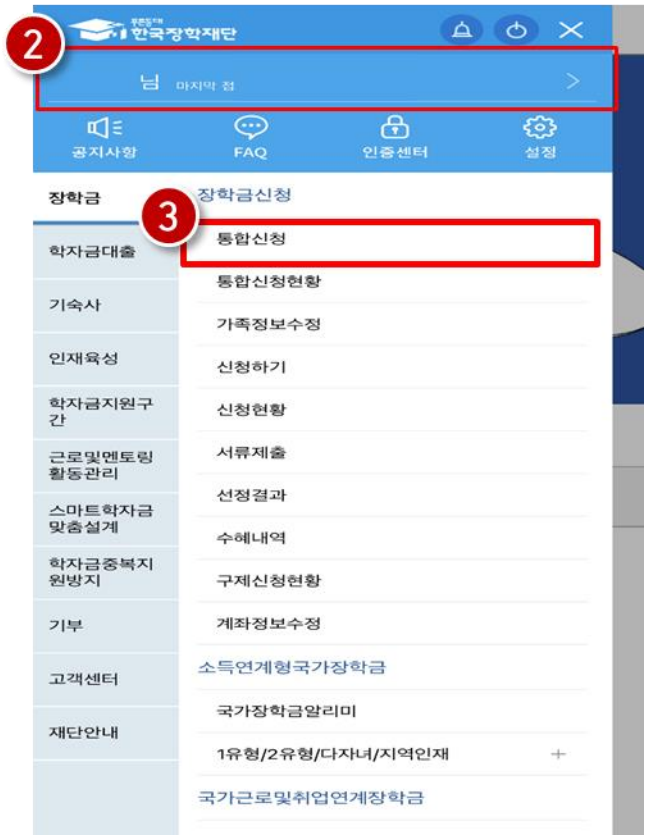 푸른등대
한국장학재단
2
님 마지막 접
공지사항 FAQ 인증센터 설정
장학금
학자금대출
기숙사
인재육성
학자금지원구
간
근로및멘토링
활동관리
스마트학자금
맞춤설계
학자금중복지
원방지
기부
고객센터
재단안내
장학금신청
3
통합신청
통합신청현황
가족정보수정
신청하기
신청현황
서류제출
선정결과
수혜내역
구제신청현황
계좌정보수정
소득연계형국가장학금
국가장학금알리미
1유형/2유형/다자녀/지역인재 +
국가근로및취업연계장학금